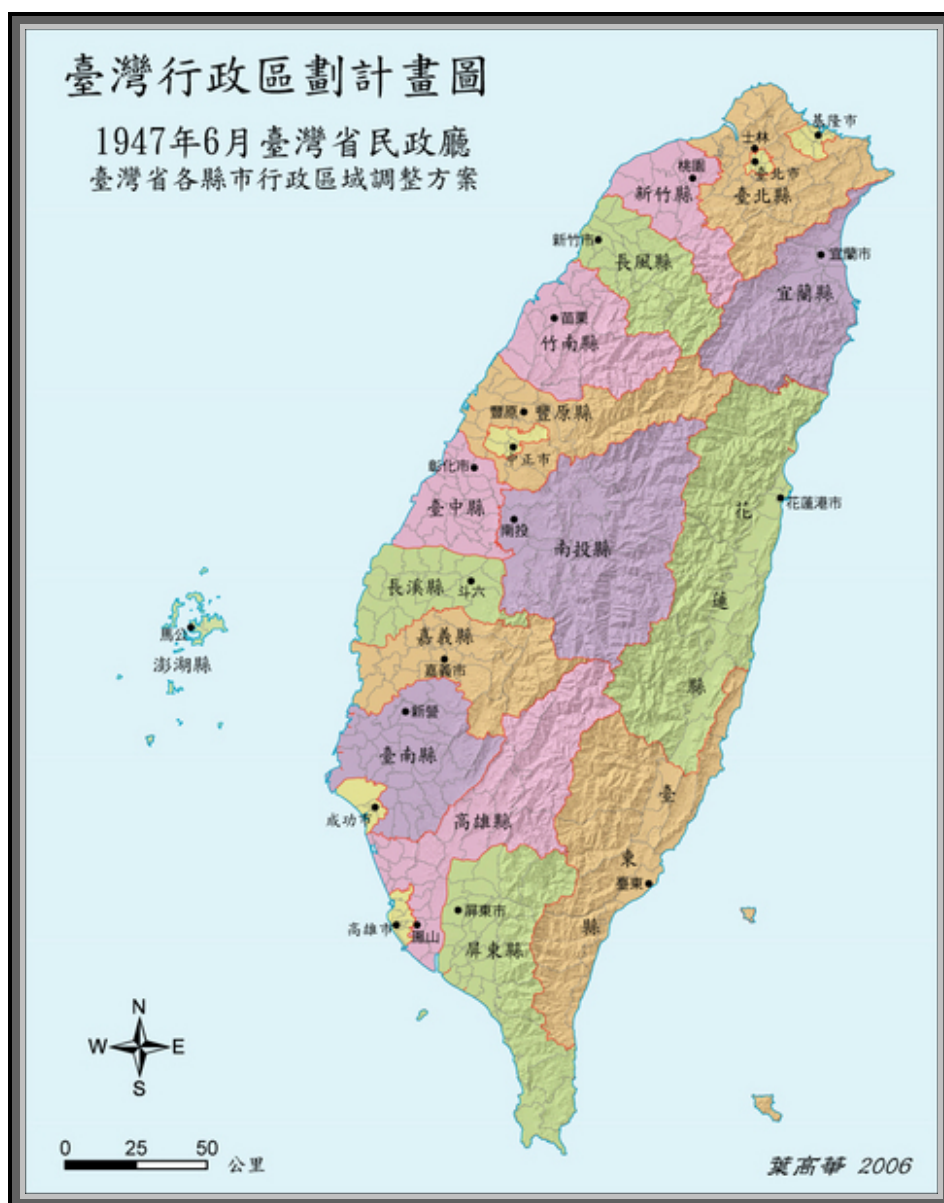 臺灣行政區劃計畫圖
1947年6月臺灣省民政廳
臺灣省各縣市行政區域調整方案
基隆市
士林
臺北市
臺北縣
桃園
新竹縣
新竹市
長風縣
宜蘭市
宜蘭縣
苗栗
竹南縣
豐原
豐原縣
中正市
彰化市
臺中縣
花蓮港市
花
蓮
縣
南投
南投縣
長溪縣
斗六
馬公
澎湖縣
嘉義縣
嘉義市
新營
臺南縣
成功市
高雄縣
臺
東
縣
臺東
屏東市
屏東縣
高雄市
鳳山
N
W
E
S
0
25
50
公里
葉高華 2006